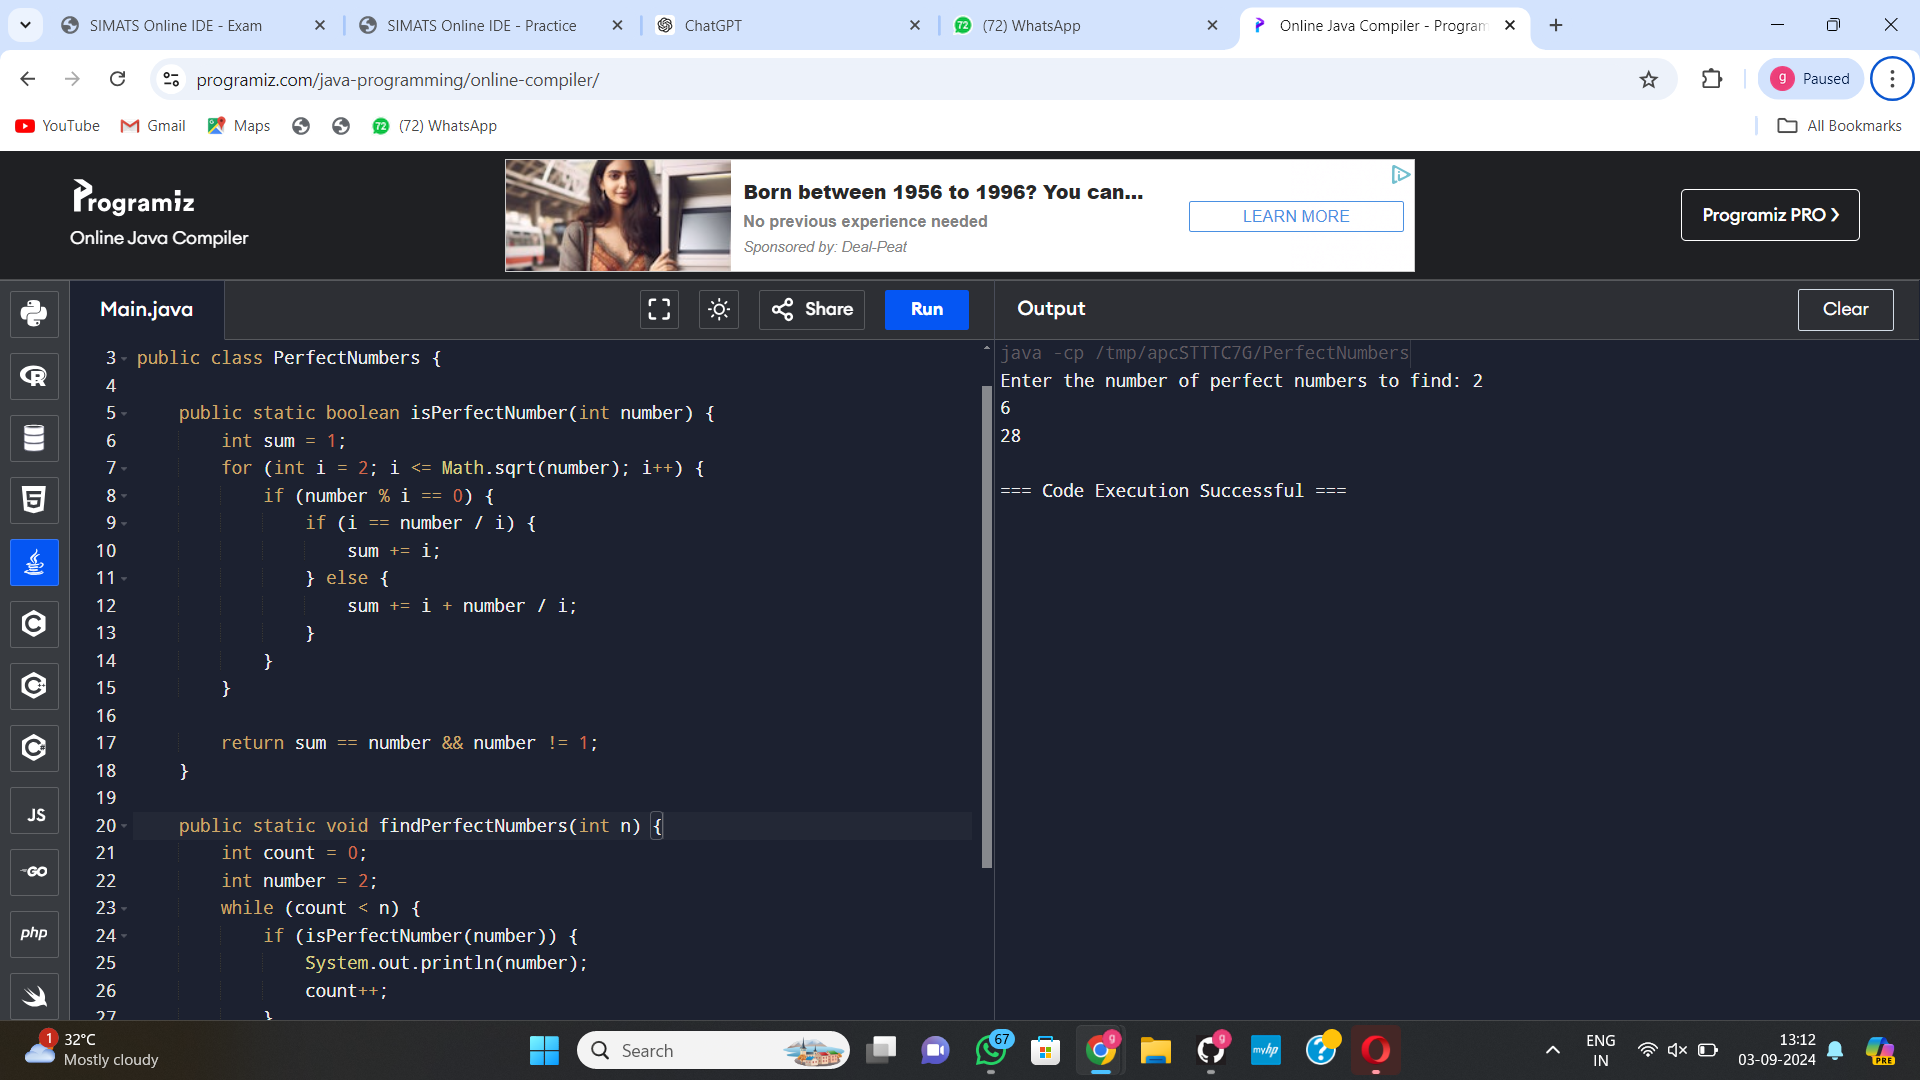 SIMATS Online IDE - Exam
SIMATS Online IDE - Practice
ChatGPT
72 (72) WhatsApp
Online Java Compiler - Program
programiz.com/java-programming/online-compiler/
g Paused
YouTube
Gmail
Maps
72 (72) WhatsApp
All Bookmarks
Programiz
Online Java Compiler
Born between 1956 to 1996? You can...
No previous experience needed
Sponsored by: Deal-Peat
LEARN MORE
Programiz PRO ❯
Main.java
Share
Run
Output
Clear
3 public class PerfectNumbers {
4
5 public static boolean isPerfectNumber(int number) {
6 int sum = 1;
7 for (int i = 2; i <= Math.sqrt(number); i++) {
8 if (number % i == 0) {
9 if (i == number / i) {
10 sum += i;
11 } else {
12 sum += i + number / i;
13 }
14 }
15 }
16
17 return sum == number && number != 1;
18 }
19
20 public static void findPerfectNumbers(int n) {
21 int count = 0;
22 int number = 2;
23 while (count < n) {
24 if (isPerfectNumber(number)) {
25 System.out.println(number);
26 count++;
27 }
java -cp /tmp/apcSTTTC7G/PerfectNumbers
Enter the number of perfect numbers to find: 2
6
28
=== Code Execution Successful ===
R
5
C
C++
C#
JS
GO
php
1
32°C
Mostly cloudy
Search
67
g
9
myhp
ENG
IN
13:12
03-09-2024
PRE